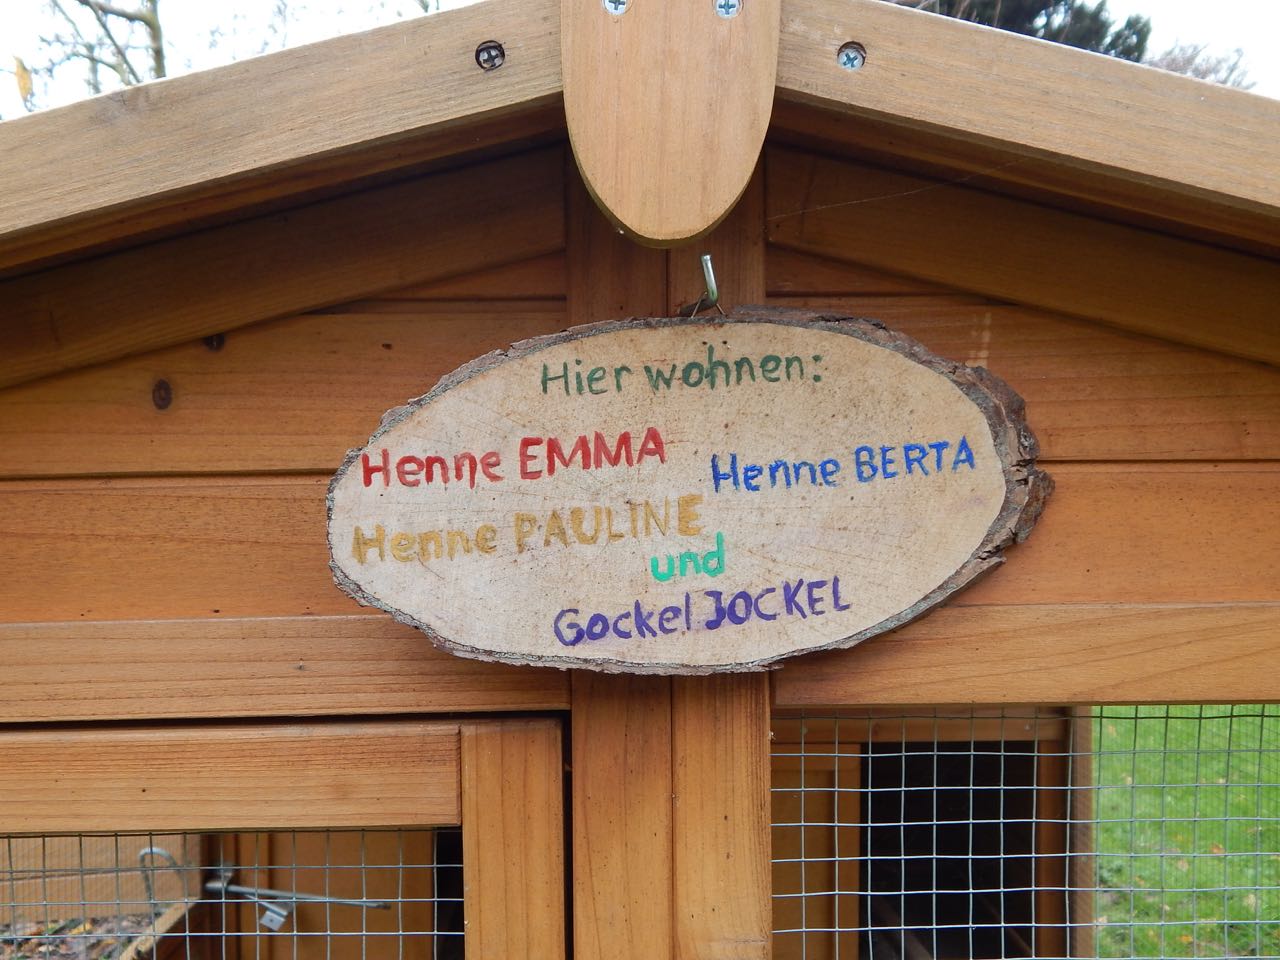 Hier wohnen:
Henne EMMA
Henne BERTA
Henne PAULINE
und
Gockel JOCKEL